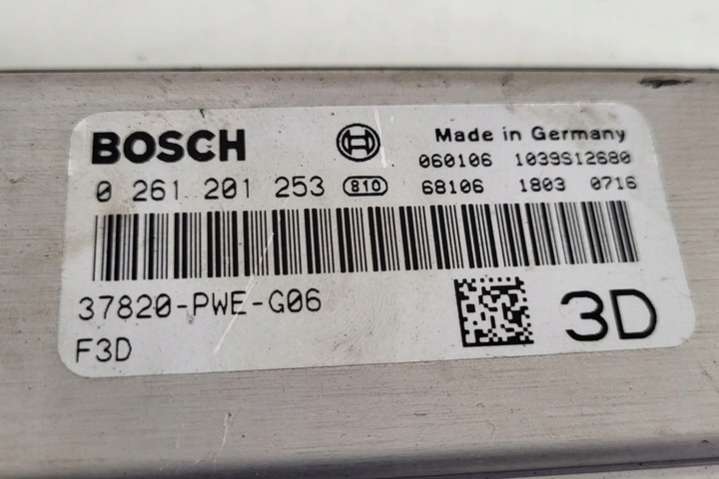 BOSCH Made in Germany
060106 1039S12680
0 261 201 253 810 68106 1803 0716
37820-PWE-G06
F3D
3D